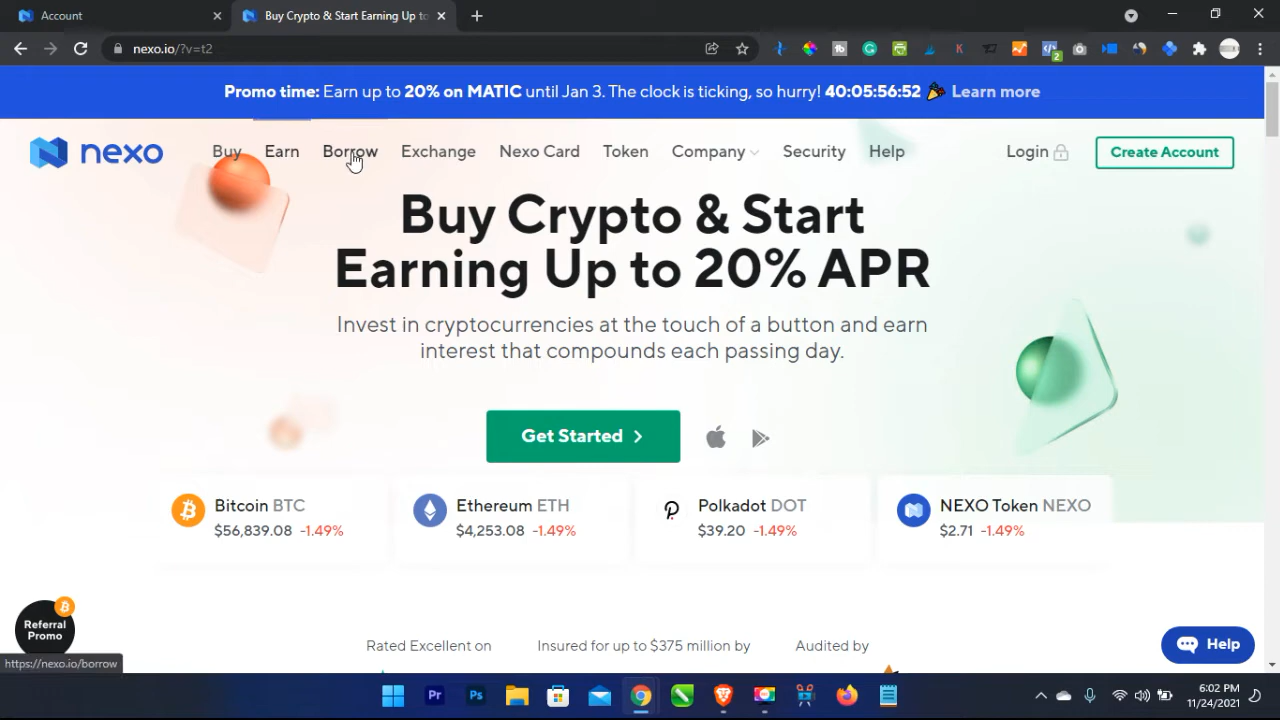 Account
Buy Crypto & Start Earning Up to
nexo.io/?v=t2
2
Promo time: Earn up to 20% on MATIC until Jan 3. The clock is ticking, so hurry! 40:05:56:52 🎉 Learn more
nexo Buy Earn Borrow Exchange Nexo Card Token Company Security Help Login Create Account
Buy Crypto & Start
Earning Up to 20% APR
Invest in cryptocurrencies at the touch of a button and earn
interest that compounds each passing day.
Get Started
Bitcoin BTC
$56,839.08 -1.49%
Ethereum ETH
$4,253.08 -1.49%
Polkadot DOT
$39.20 -1.49%
NEXO Token NEXO
$2.71 -1.49%
Referral
Promo
Rated Excellent on Insured for up to $375 million by Audited by
Help
https://nexo.io/borrow
Pr Ps
6:02 PM
11/24/2021